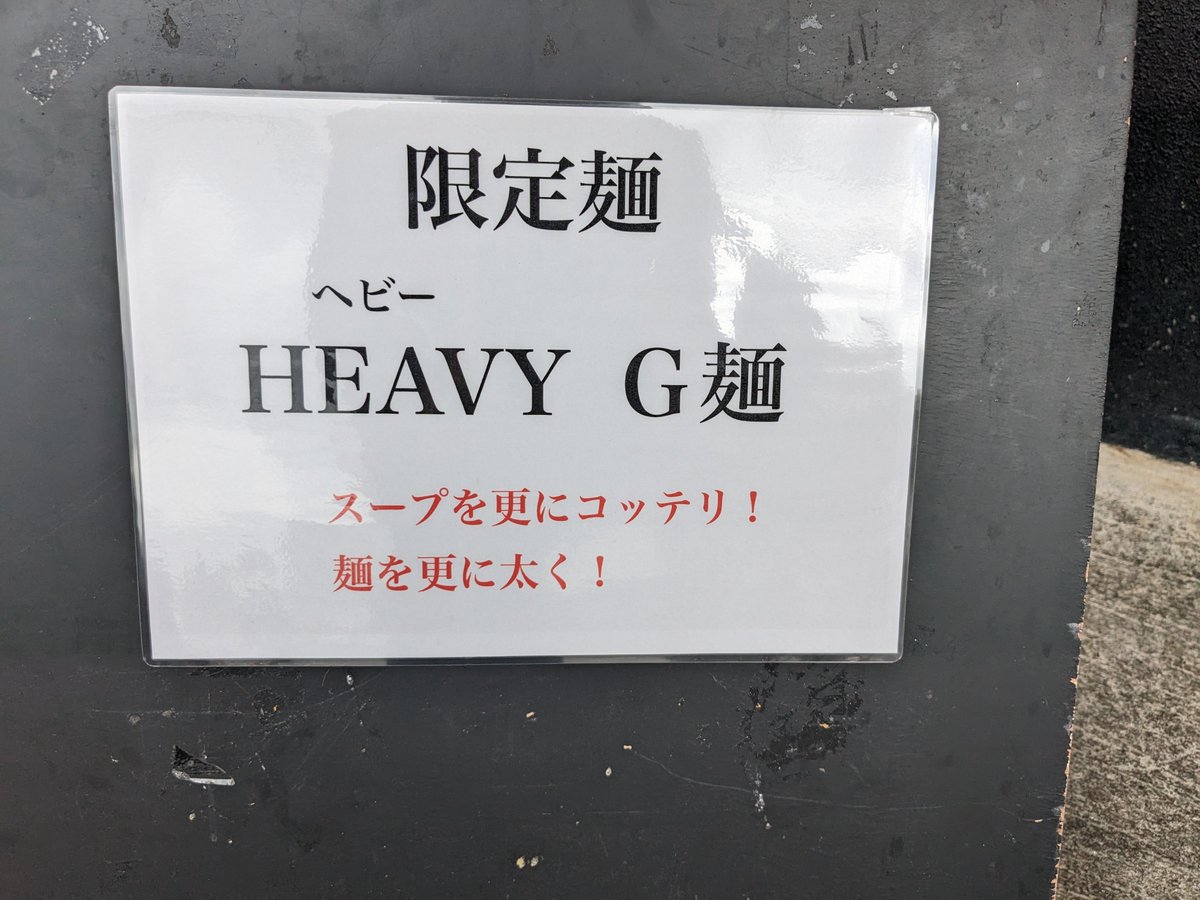 限定麺
ヘビー
HEAVY G麺
スープを更にコッテリ！
麺を更に太く！